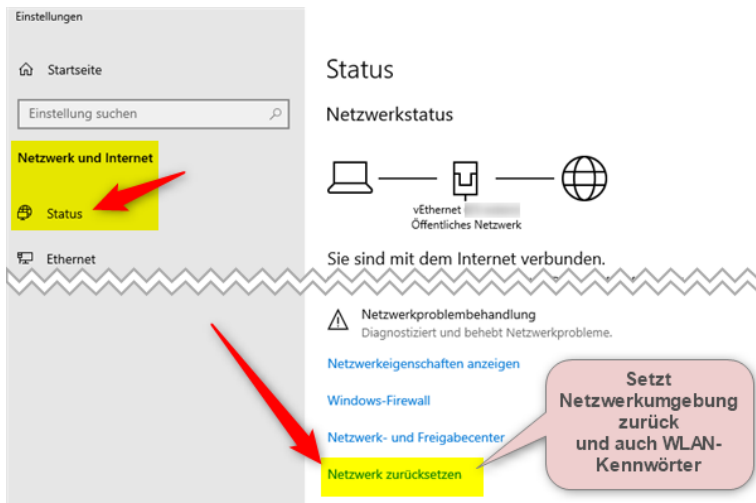 Einstellungen
Startseite
Einstellung suchen
Netzwerk und Internet
Status
Ethernet
Status
Netzwerkstatus
vEthernet
Öffentliches Netzwerk
Sie sind mit dem Internet verbunden.
Netzwerkproblembehandlung
Diagnostiziert und behebt Netzwerkprobleme.
Netzwerkeigenschaften anzeigen
Windows-Firewall
Netzwerk- und Freigabecenter
Netzwerk zurücksetzen
Setzt
Netzwerkumgebung
zurück
und auch WLAN-
Kennwörter